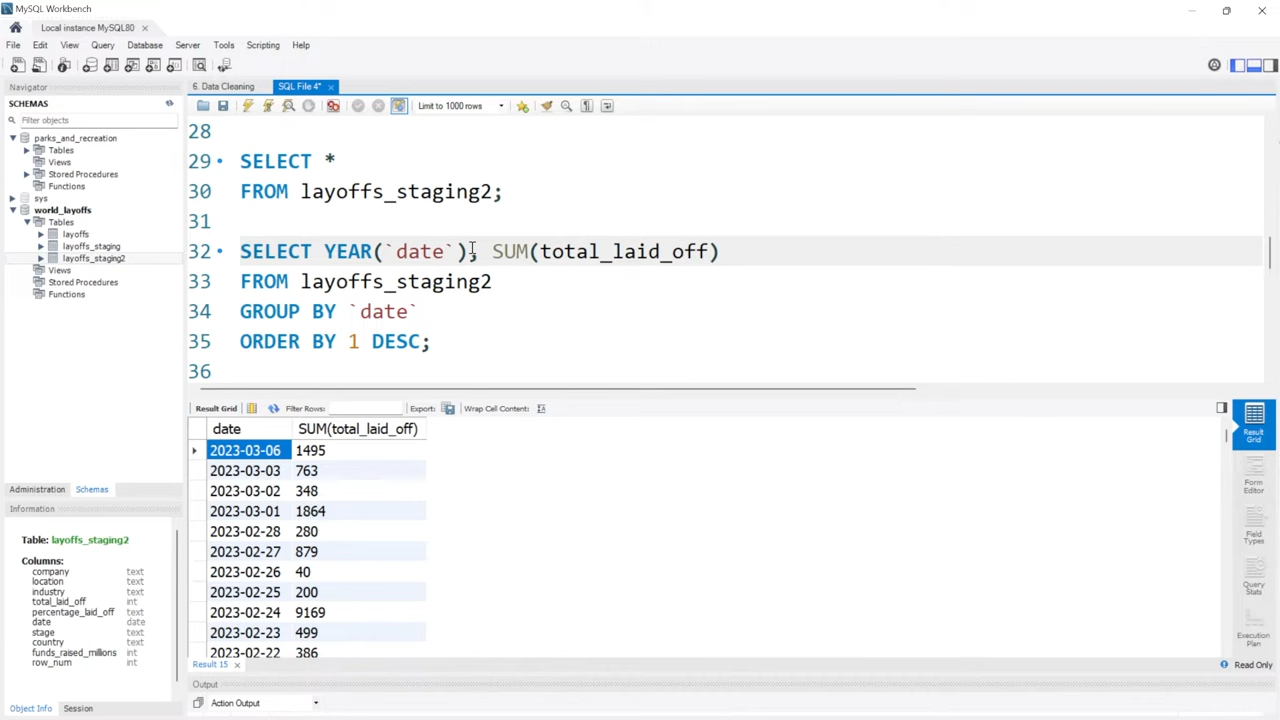 MySQL Workbench
Local instance MySQL80
File Edit View Query Database Server Tools Scripting Help
Navigator
SCHEMAS
Filter objects
parks_and_recreation
Tables
Views
Stored Procedures
Functions
sys
world_layoffs
Tables
layoffs
layoffs_staging
layoffs_staging2
Views
Stored Procedures
Functions
Administration Schemas
Information
Table: layoffs_staging2
Columns:
company text
location text
industry text
total_laid_off int
percentage_laid_off text
date date
stage text
country text
funds_raised_millions int
row_num int
Object Info Session
6. Data Cleaning SQL File 4*
Limit to 1000 rows
28
29 SELECT *
30 FROM layoffs_staging2;
31
32 SELECT YEAR(`date`), SUM(total_laid_off)
33 FROM layoffs_staging2
34 GROUP BY `date`
35 ORDER BY 1 DESC;
36
Result Grid Filter Rows: Export: Wrap Cell Content:
date SUM(total_laid_off)
2023-03-06 1495
2023-03-03 763
2023-03-02 348
2023-03-01 1864
2023-02-28 280
2023-02-27 879
2023-02-26 40
2023-02-25 200
2023-02-24 9169
2023-02-23 499
2023-02-22 386
Result 15
Output
Action Output
Result
Grid
Form
Editor
Field
Types
Query
Stats
Execution
Plan
Read Only